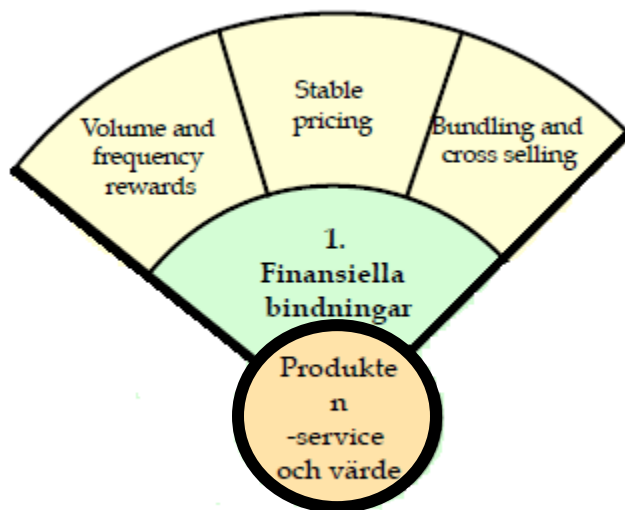 Volume and
frequency
rewards
Stable
pricing
Bundling and
cross selling
1.
Finansiella
bindningar
Produkte
n
-service
och värde